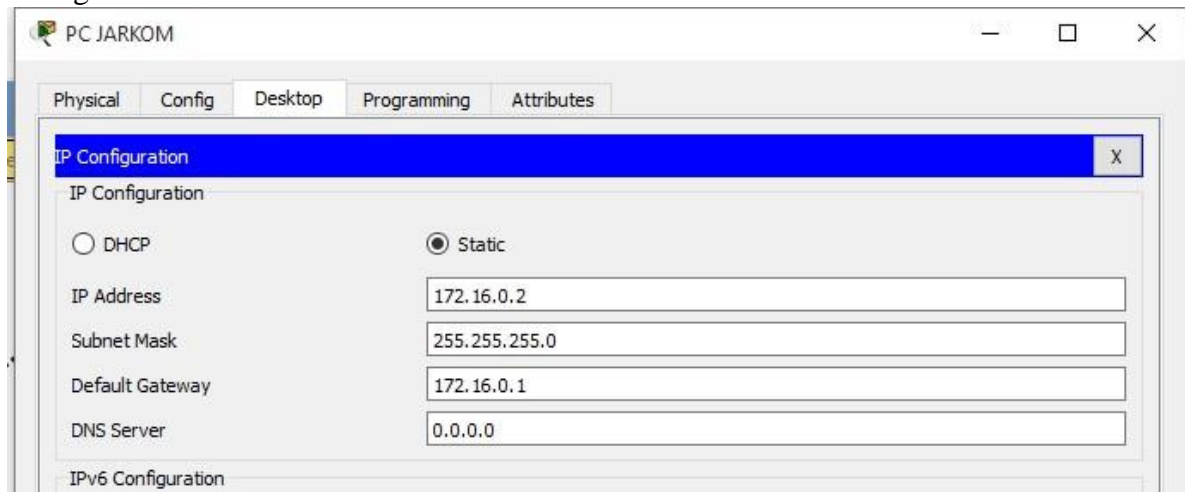 PC JARKOM
Physical Config Desktop Programming Attributes
IP Configuration X
IP Configuration
DHCP Static
IP Address 172.16.0.2
Subnet Mask 255.255.255.0
Default Gateway 172.16.0.1
DNS Server 0.0.0.0
IPv6 Configuration